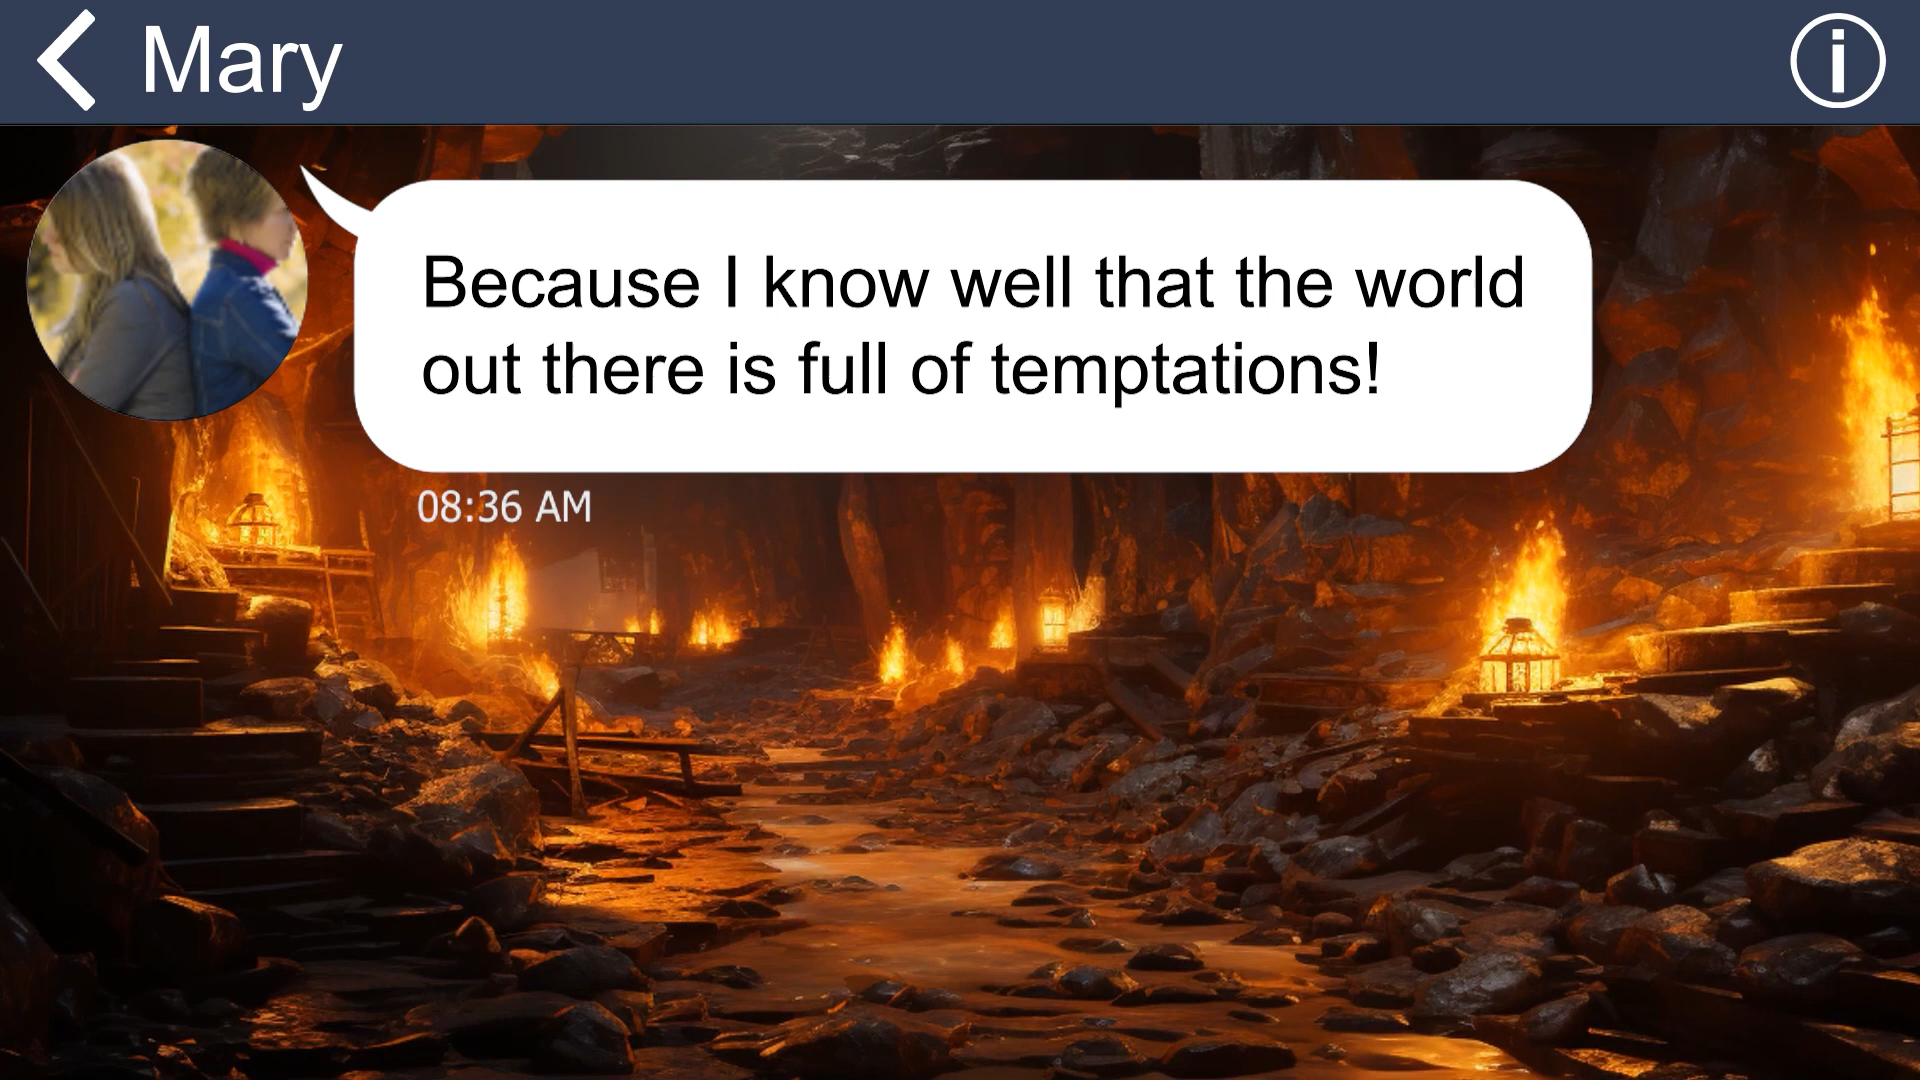 Mary
Because I know well that the world
out there is full of temptations!
08:36 AM